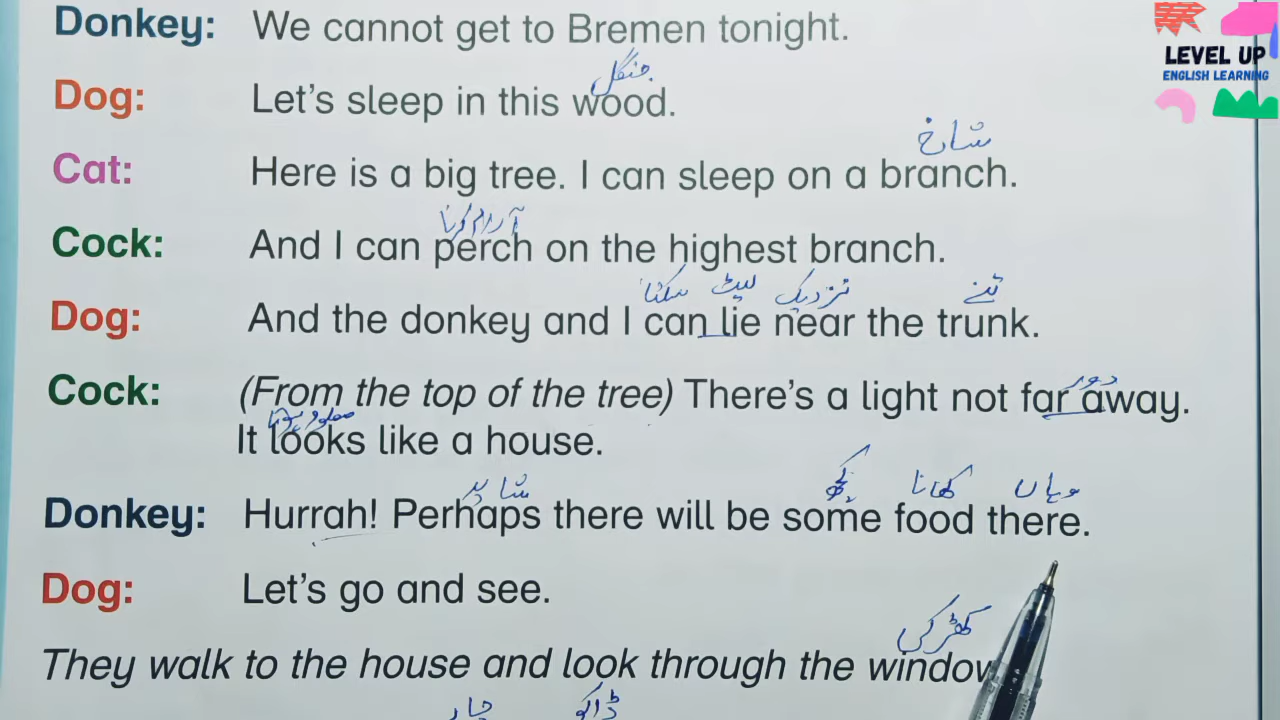 LEVEL UP
ENGLISH LEARNING
Donkey: We cannot get to Bremen tonight.
جنگل
Dog: Let's sleep in this wood.
شاخ
Cat: Here is a big tree. I can sleep on a branch.
آرام کرنا
Cock: And I can perch on the highest branch.
تنے نزدیک لیٹ سکتا
Dog: And the donkey and I can lie near the trunk.
دور
Cock: (From the top of the tree) There's a light not far away.
معلوم ہونا
It looks like a house.
وہاں کھانا کچھ شاید
Donkey: Hurrah! Perhaps there will be some food there.
Dog: Let's go and see.
کھڑکی
They walk to the house and look through the window
ڈاکو چار